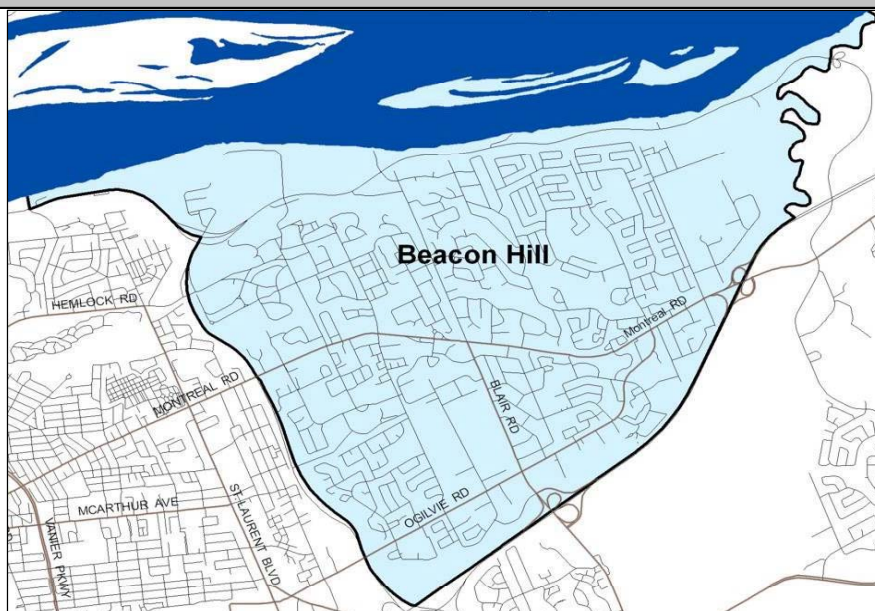 Beacon Hill
HEMLOCK RD
Montreal RD
MONTREAL RD
BLAIR RD
OGILVIE RD
ST-LAURENT BLVD
MCARTHUR AVE
VANIER PKWY